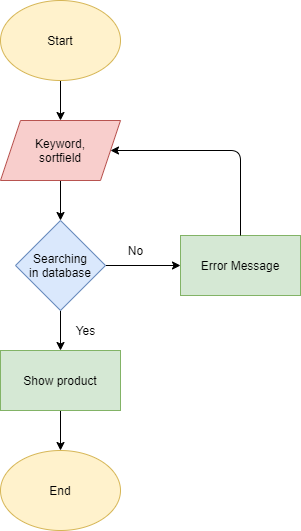 Start
Keyword,
sortfield
Searching
in database
No
Error Message
Yes
Show product
End